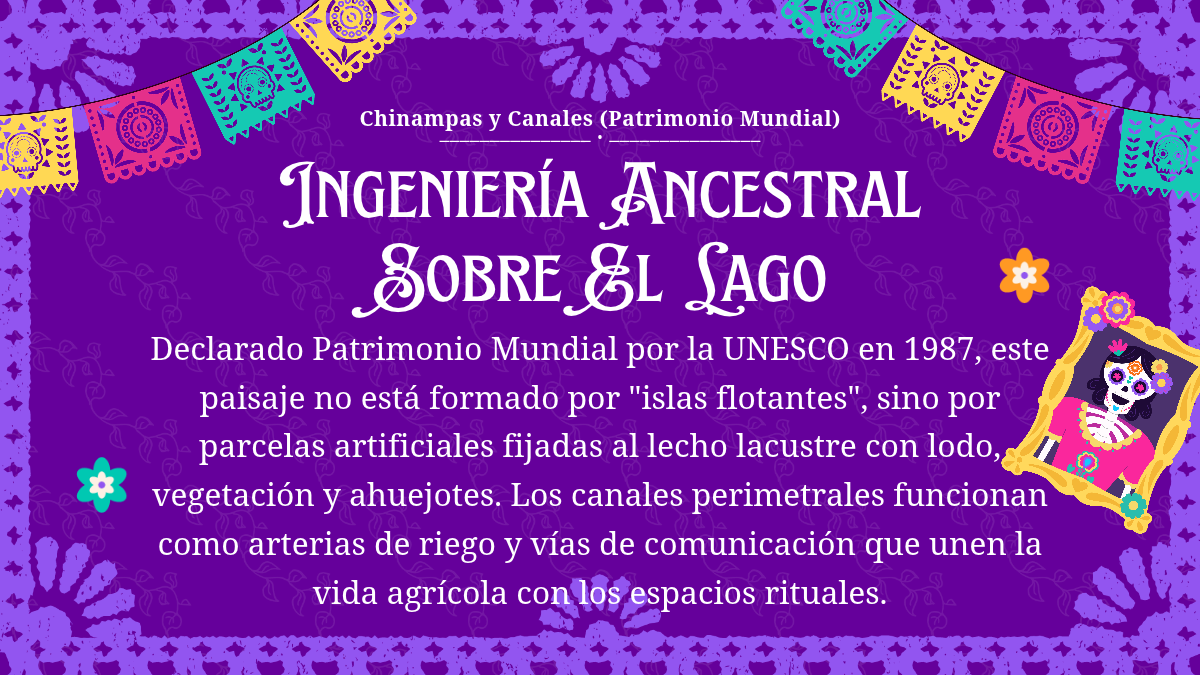 Chinampas y Canales (Patrimonio Mundial)
Ingeniería Ancestral
Sobre El Lago
Declarado Patrimonio Mundial por la UNESCO en 1987, este
paisaje no está formado por "islas flotantes", sino por
parcelas artificiales fijadas al lecho lacustre con lodo,
vegetación y ahuejotes. Los canales perimetrales funcionan
como arterias de riego y vías de comunicación que unen la
vida agrícola con los espacios rituales.